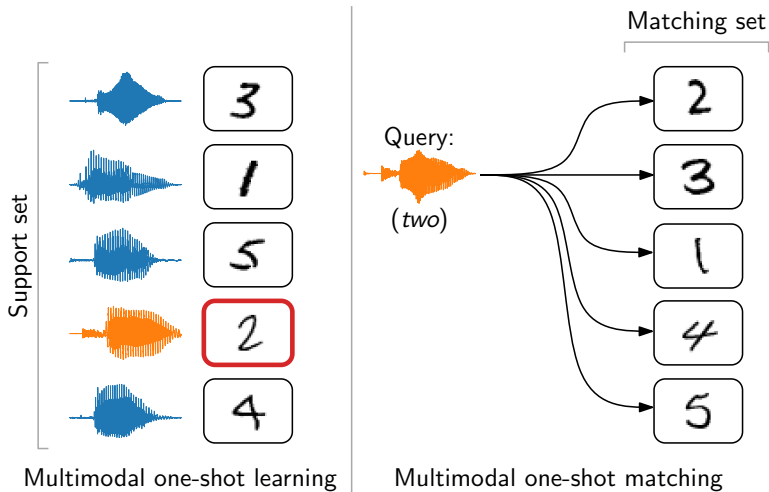 Support set
3
1
5
2
4
Multimodal one-shot learning
Matching set
Query:
(two)
2
3
1
4
5
Multimodal one-shot matching